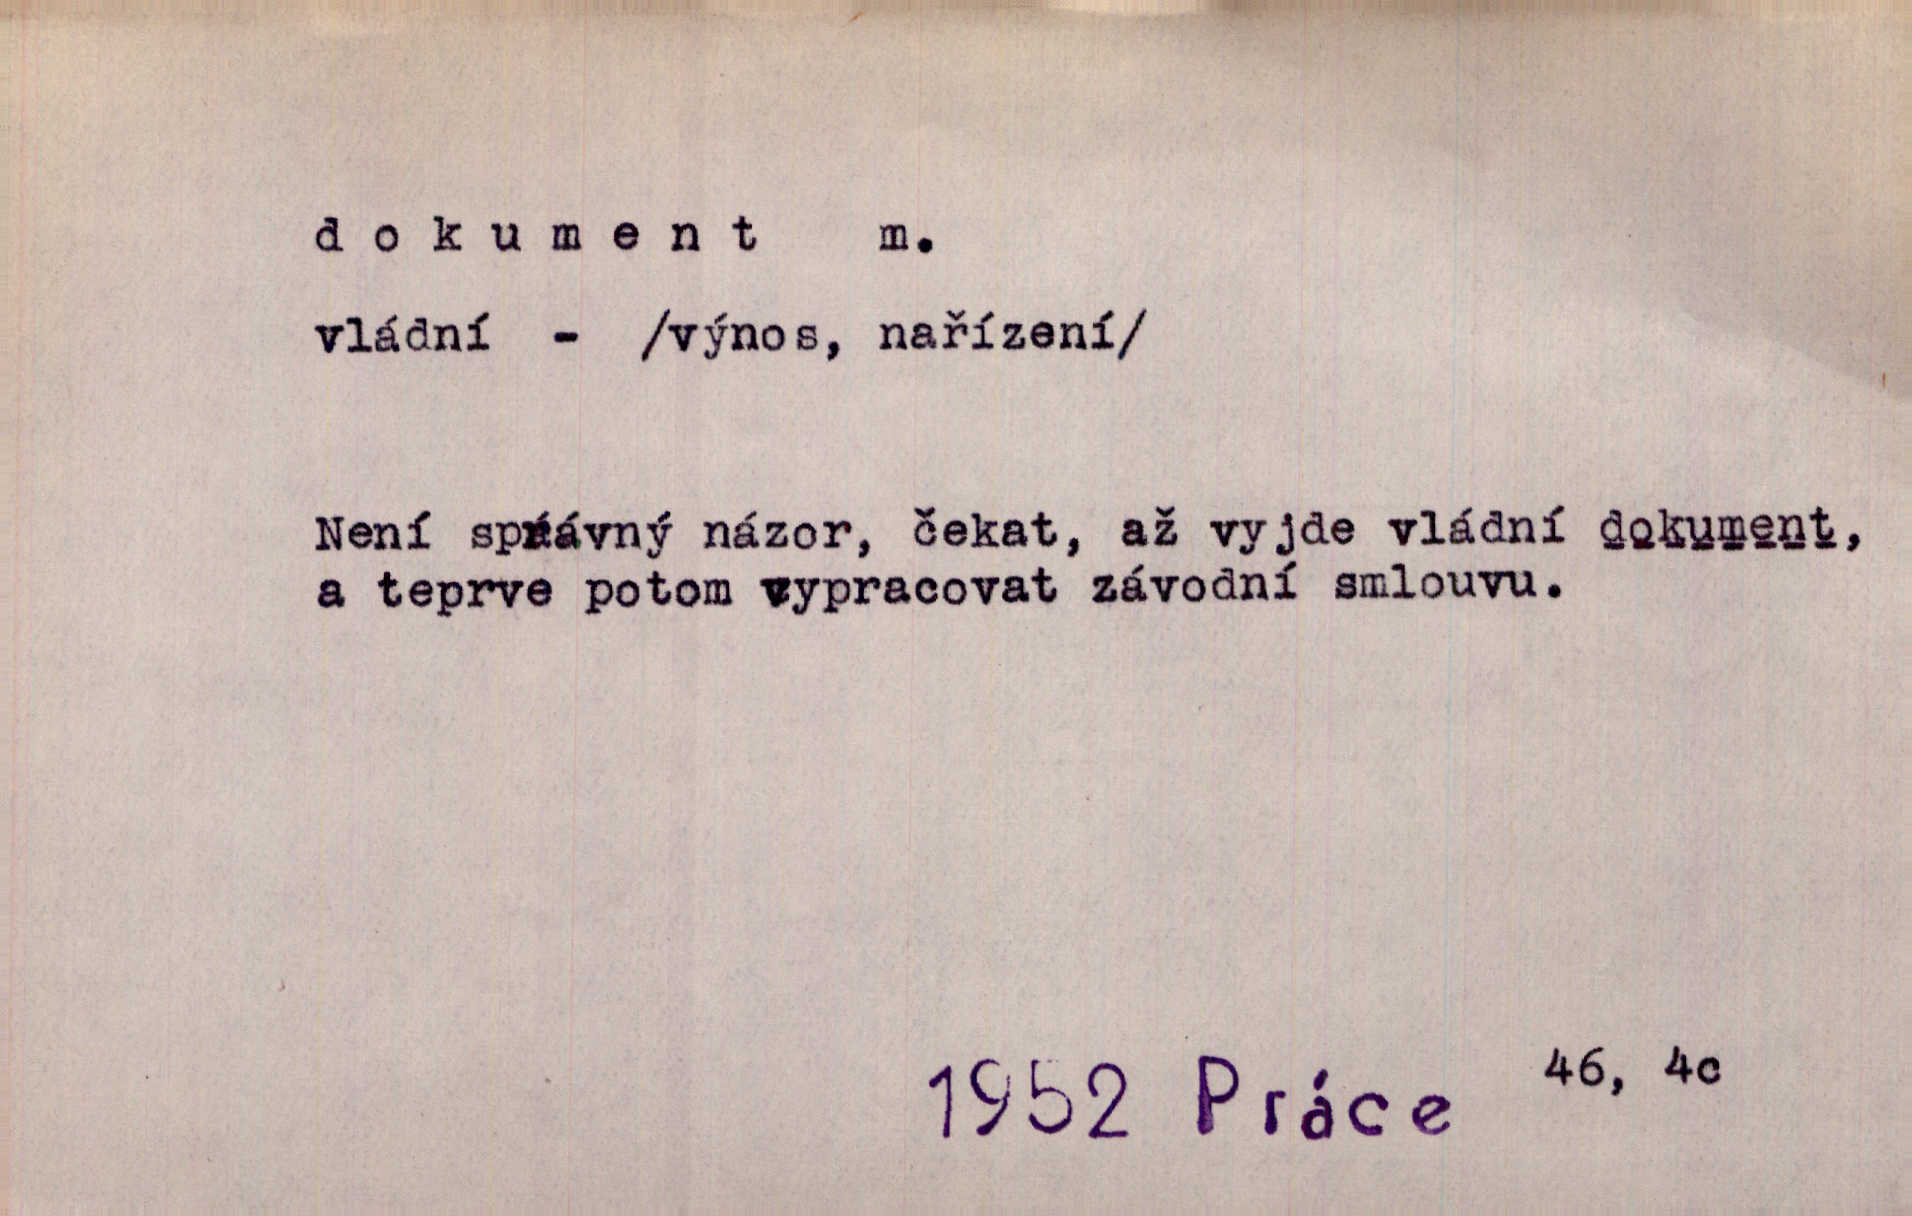 dokument m.
vládní - /výnos, nařízení/
Není správný názor, čekat, až vyjde vládní dokument,
a teprve potom vypracovat závodní smlouvu.
1952 Práce 46, 4c